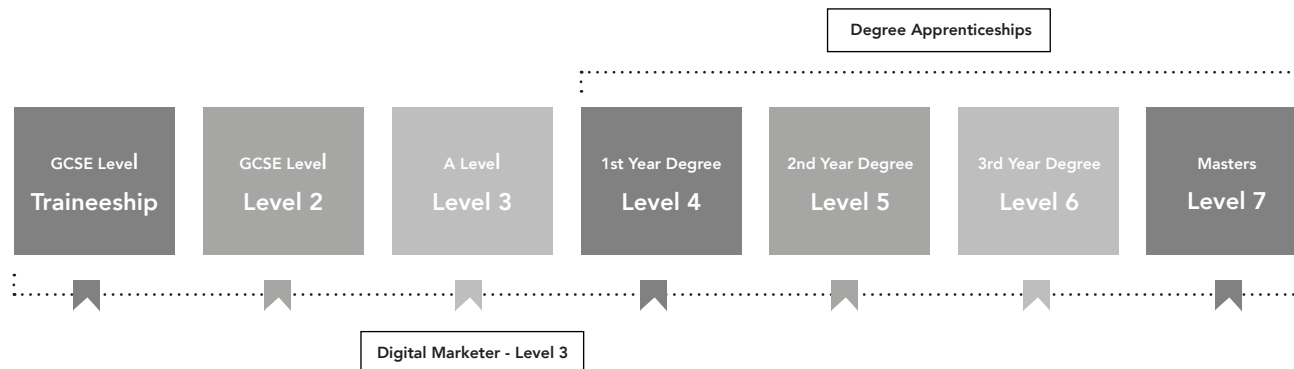 Degree Apprenticeships
GCSE Level
Traineeship
GCSE Level
Level 2
A Level
Level 3
1st Year Degree
Level 4
2nd Year Degree
Level 5
3rd Year Degree
Level 6
Masters
Level 7
Digital Marketer - Level 3